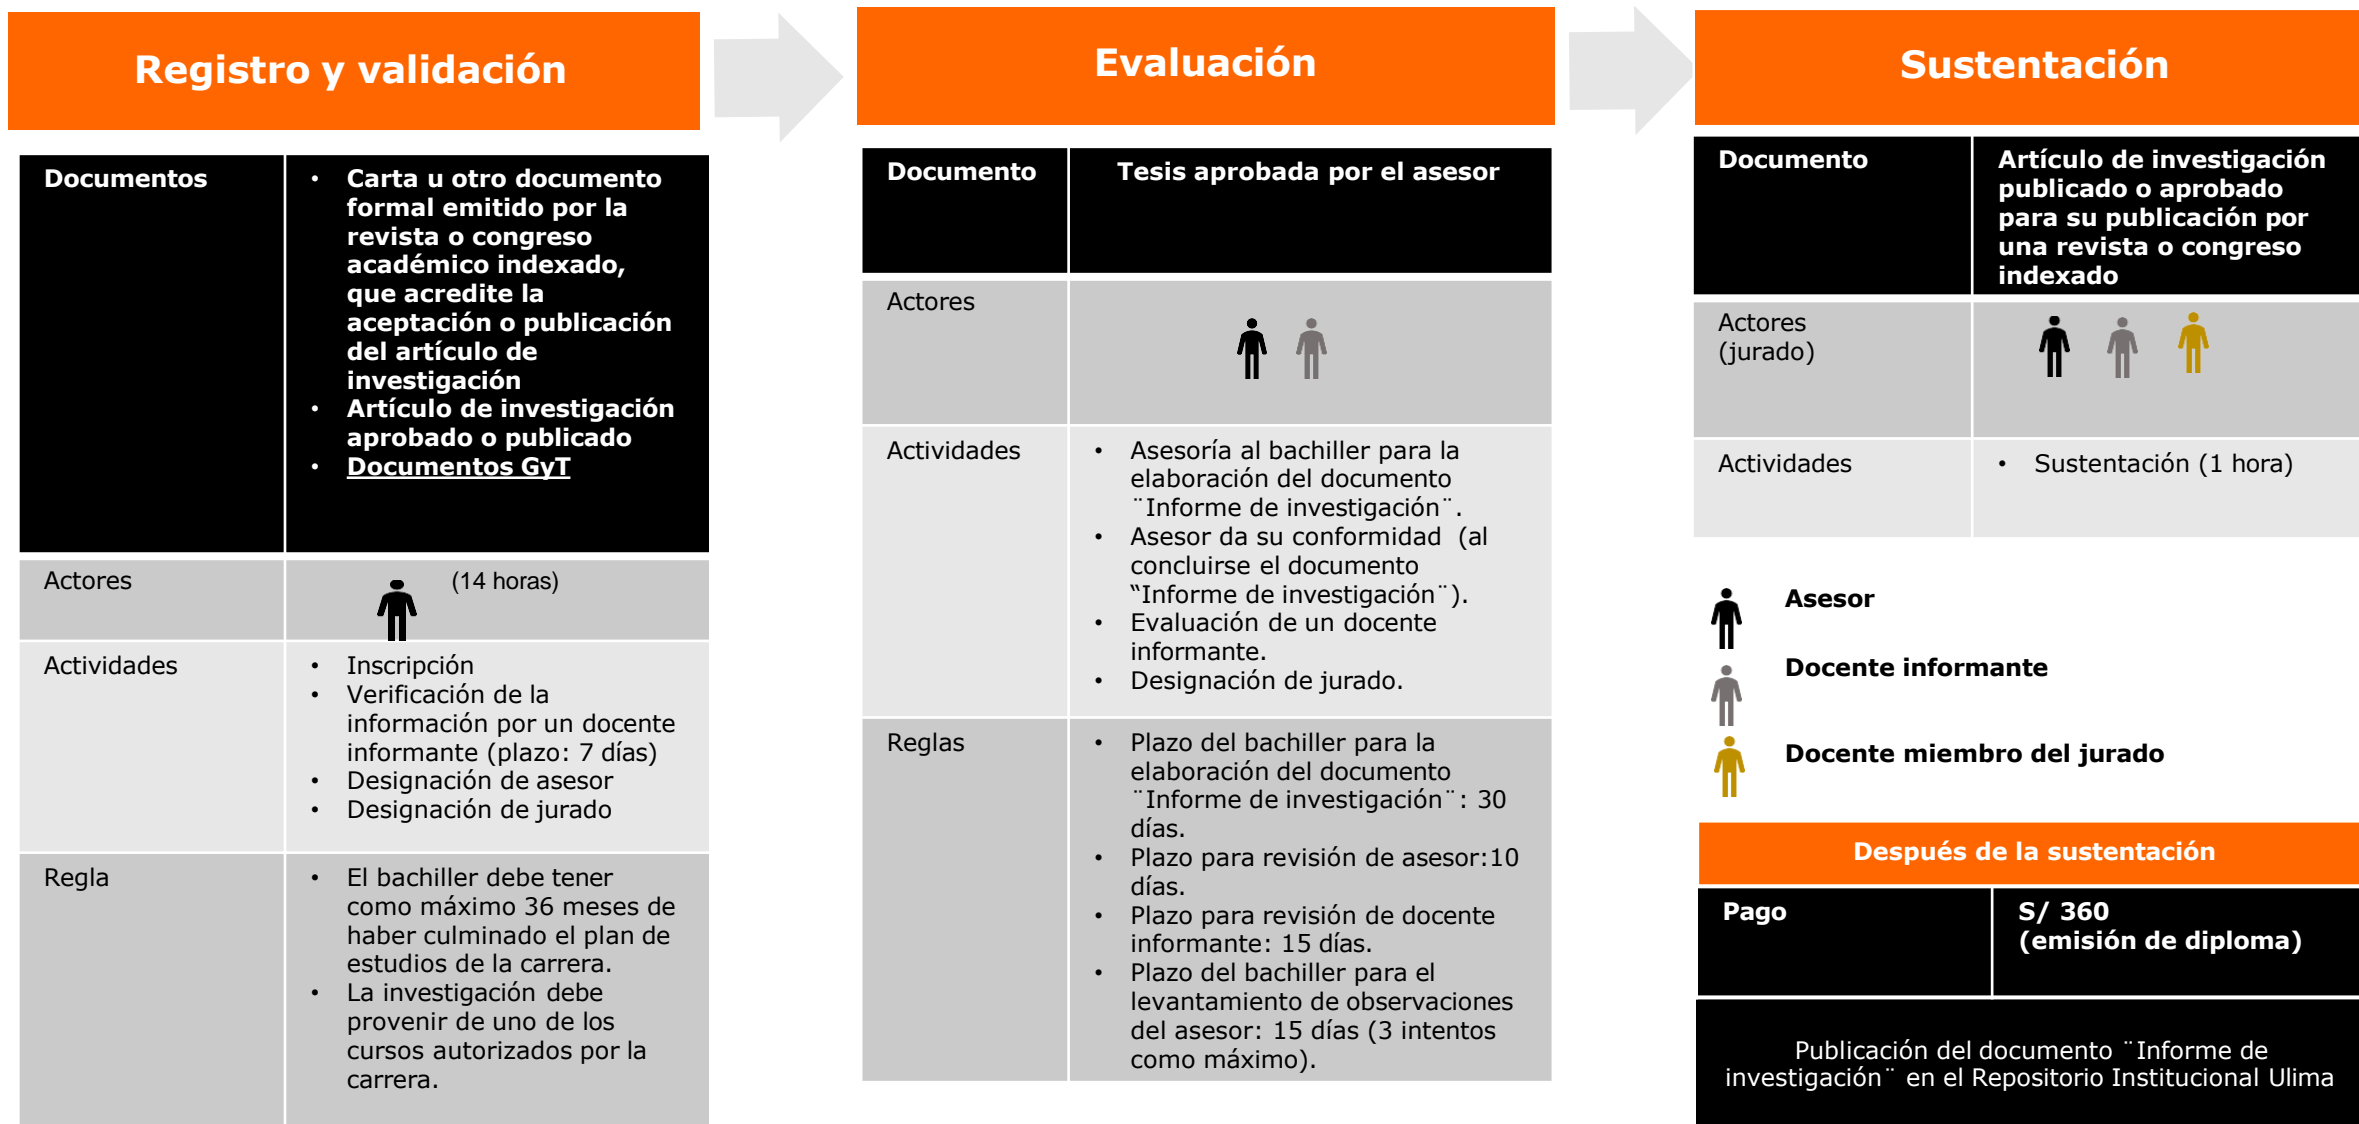 Registro y validación
Documentos
• Carta u otro documento
formal emitido por la
revista o congreso
académico indexado,
que acredite la
aceptación o publicación
del artículo de
investigación
• Artículo de investigación
aprobado o publicado
• Documentos GyT
Actores
(14 horas)
Actividades
• Inscripción
• Verificación de la
información por un docente
informante (plazo: 7 días)
• Designación de asesor
• Designación de jurado
Regla
• El bachiller debe tener
como máximo 36 meses de
haber culminado el plan de
estudios de la carrera.
• La investigación debe
provenir de uno de los
cursos autorizados por la
carrera.
Evaluación
Documento
Tesis aprobada por el asesor
Actores
Actividades
• Asesoría al bachiller para la
elaboración del documento
¨Informe de investigación¨.
• Asesor da su conformidad (al
concluirse el documento
“Informe de investigación¨).
• Evaluación de un docente
informante.
• Designación de jurado.
Reglas
• Plazo del bachiller para la
elaboración del documento
¨Informe de investigación¨: 30
días.
• Plazo para revisión de asesor:10
días.
• Plazo para revisión de docente
informante: 15 días.
• Plazo del bachiller para el
levantamiento de observaciones
del asesor: 15 días (3 intentos
como máximo).
Sustentación
Documento
Artículo de investigación
publicado o aprobado
para su publicación por
una revista o congreso
indexado
Actores
(jurado)
Actividades
• Sustentación (1 hora)
Asesor
Docente informante
Docente miembro del jurado
Después de la sustentación
Pago
S/ 360
(emisión de diploma)
Publicación del documento ¨Informe de
investigación¨ en el Repositorio Institucional Ulima